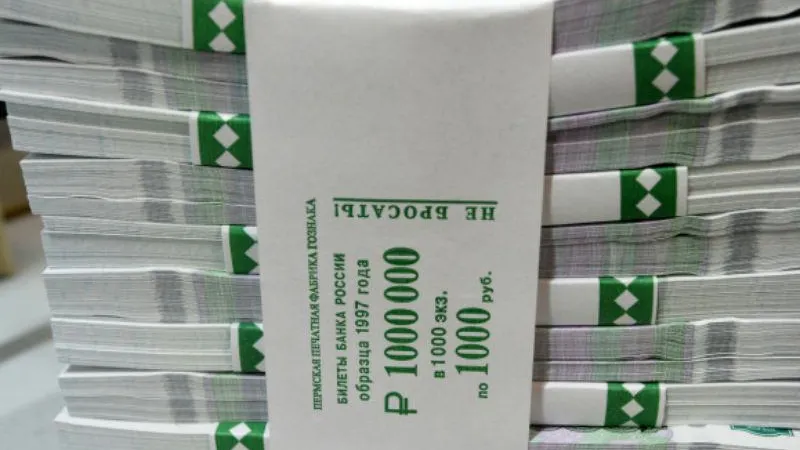 ПЕРМСКАЯ ПЕЧАТНАЯ ФАБРИКА ГОЗНАКА
БИЛЕТЫ БАНКА РОССИИ
образца 1997 года
₽ 1000 000
в 1000 экз.
по 1000 руб.
НЕ БРОСАТЬ!